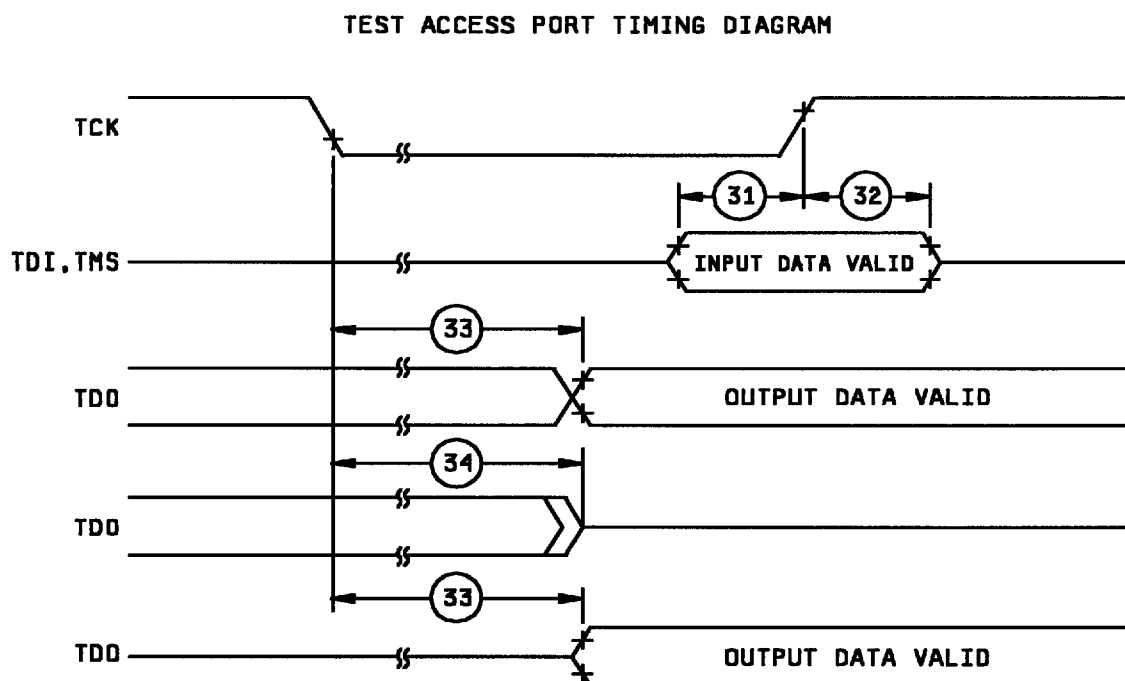 TEST ACCESS PORT TIMING DIAGRAM
TCK
31
32
TDI,TMS
INPUT DATA VALID
33
TDO
OUTPUT DATA VALID
34
TDO
33
TDO
OUTPUT DATA VALID